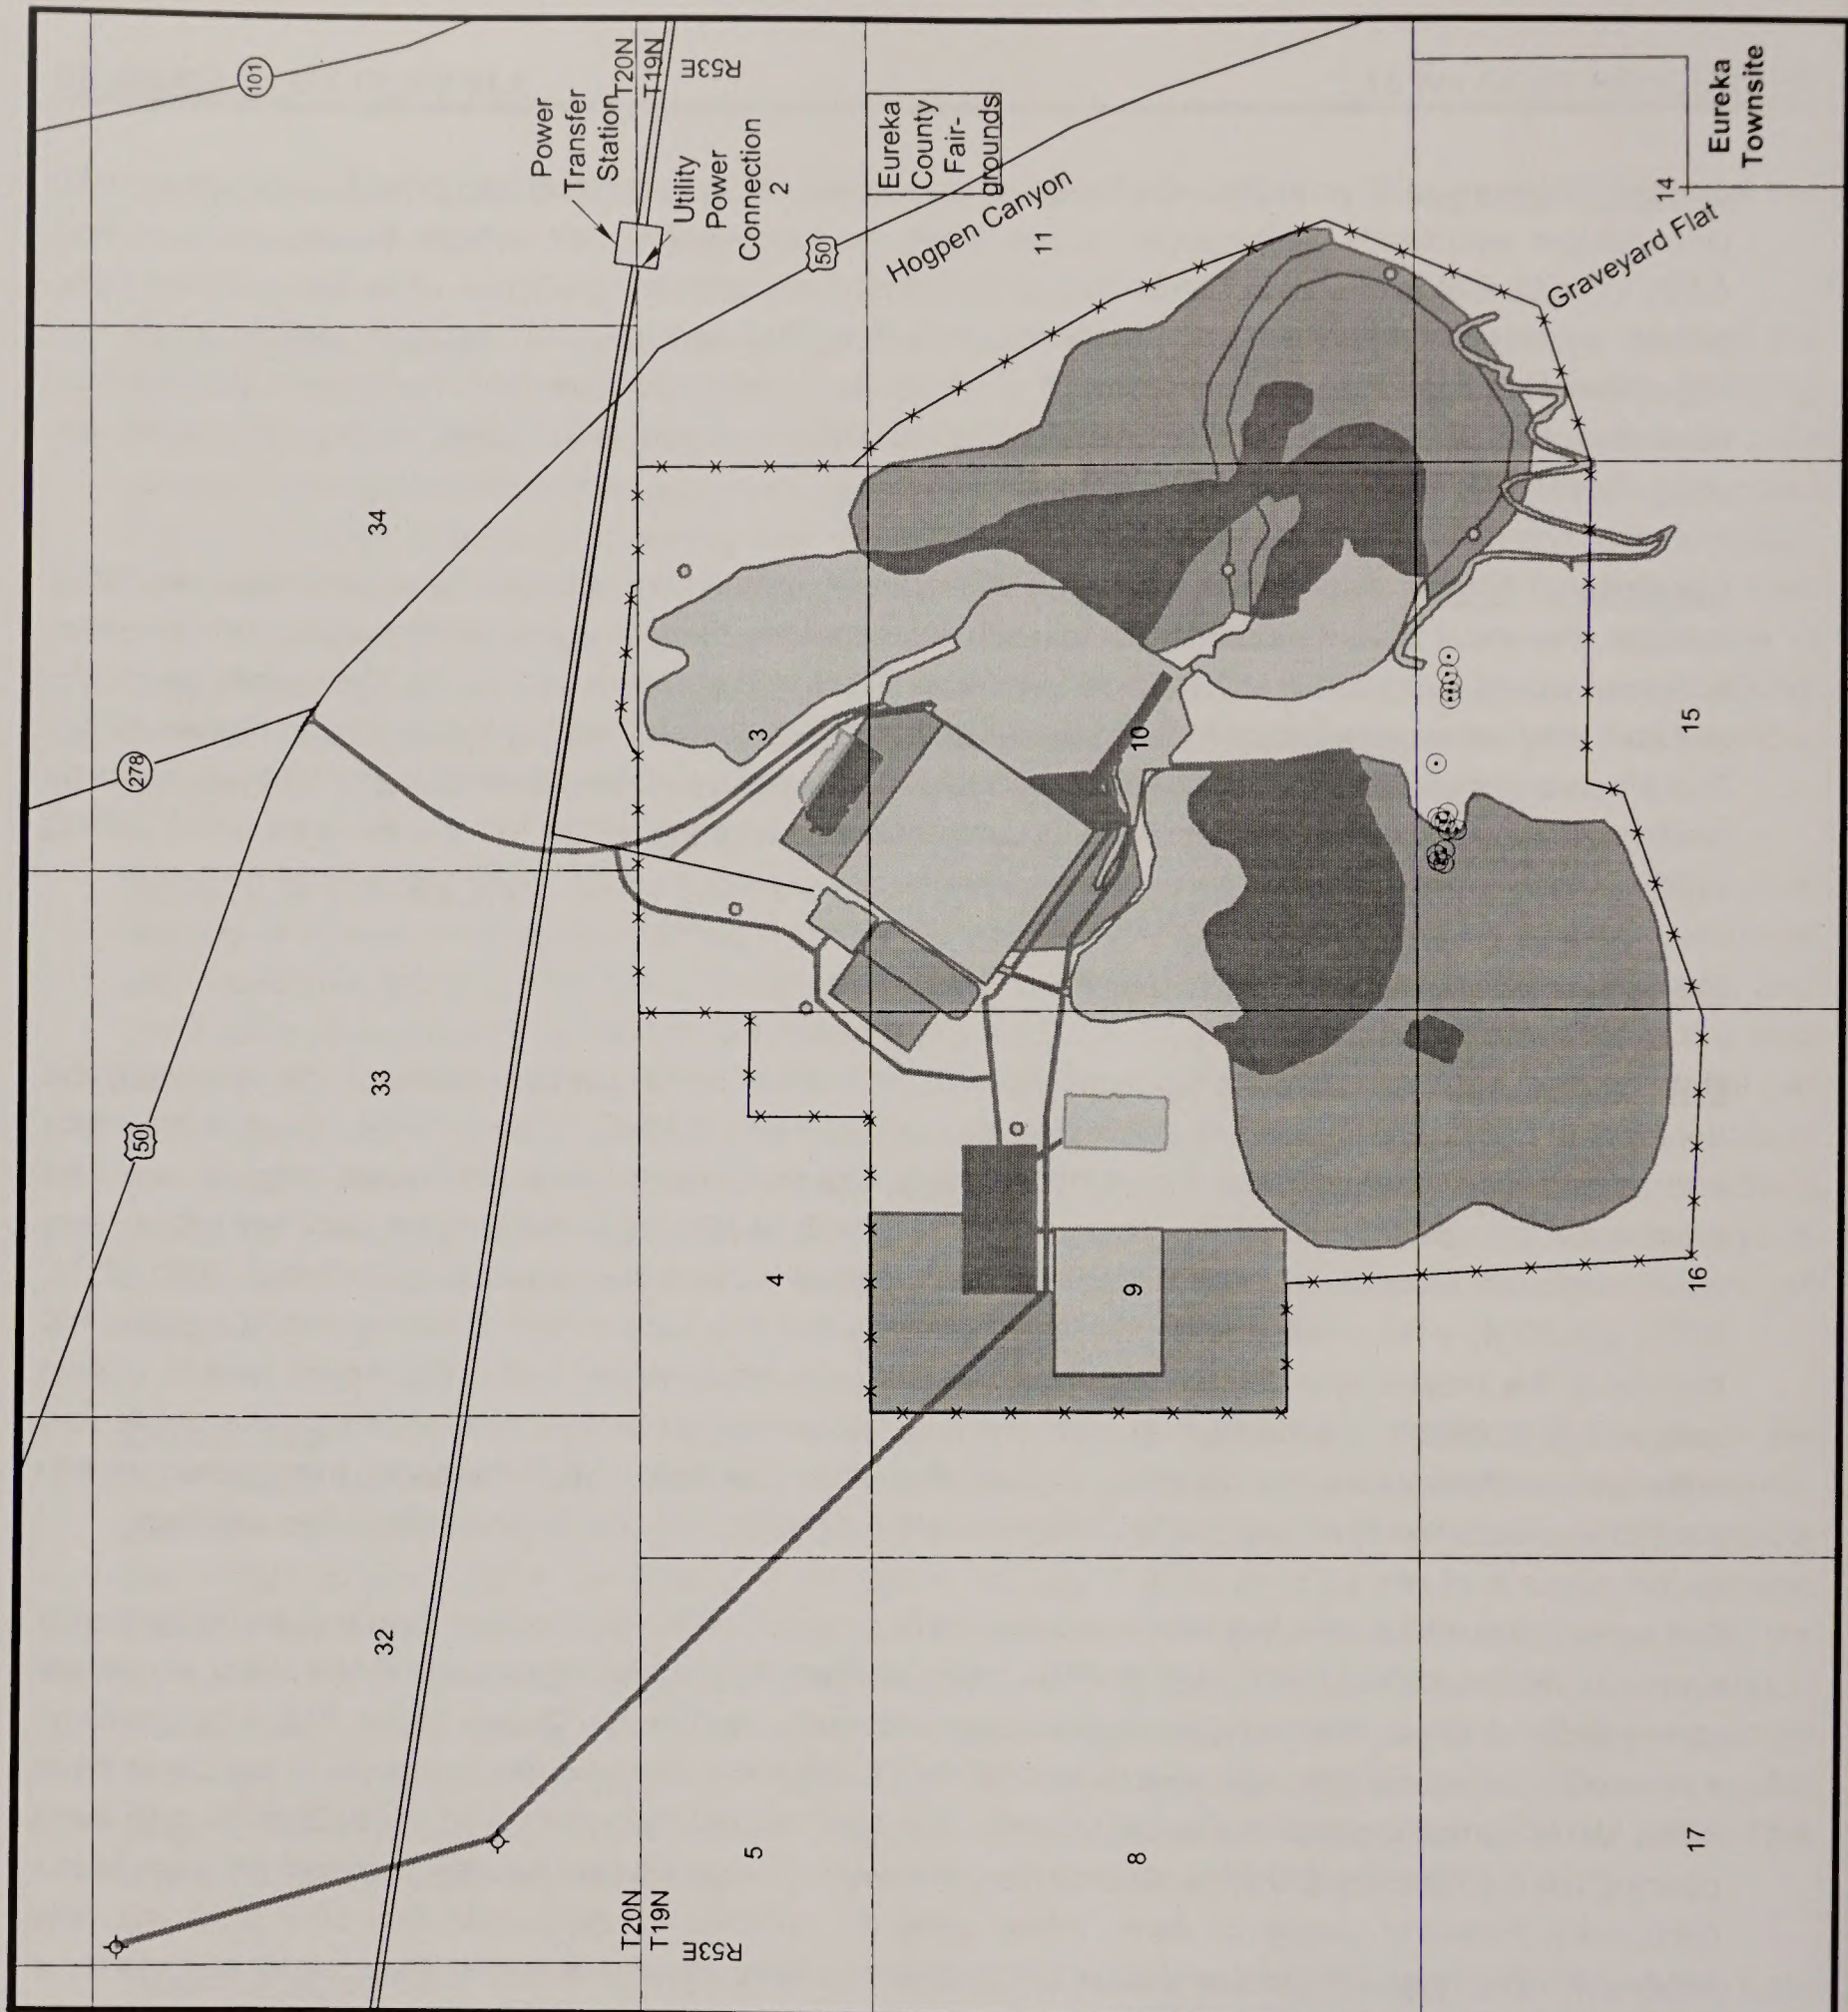 101
Power
Transfer
Station
T20N
T19N
R53E
Utility
Power
Connection
2
Eureka
County
Fair-
grounds
50
Hogpen Canyon
11
14
Eureka
Townsite
Graveyard Flat
34
278
3
10
15
50
33
4
9
16
32
5
8
17
T20N
T19N
R53E